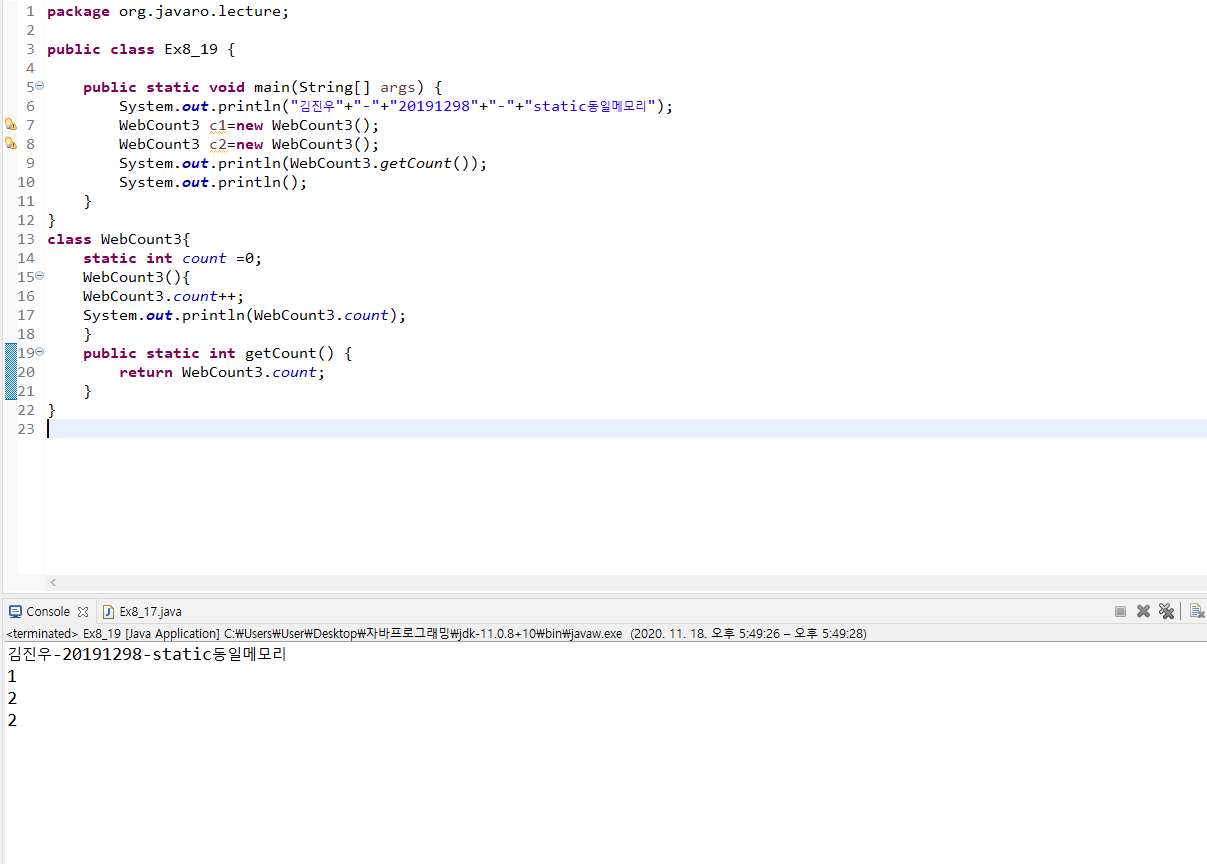 1 package org.javaro.lecture;
2
3 public class Ex8_19 {
4
5     public static void main(String[] args) {
6         System.out.println("김진우"+"-"+"20191298"+"-"+"static동일메모리");
7         WebCount3 c1=new WebCount3();
8         WebCount3 c2=new WebCount3();
9         System.out.println(WebCount3.getCount());
10         System.out.println();
11     }
12 }
13 class WebCount3{
14     static int count =0;
15     WebCount3(){
16     WebCount3.count++;
17     System.out.println(WebCount3.count);
18     }
19     public static int getCount() {
20         return WebCount3.count;
21     }
22 }
23
Console Ex8_17.java
<terminated> Ex8_19 [Java Application] C:₩Users₩User₩Desktop₩자바프로그래밍₩jdk-11.0.8+10₩bin₩javaw.exe (2020. 11. 18. 오후 5:49:26 – 오후 5:49:28)
김진우-20191298-static동일메모리
1
2
2